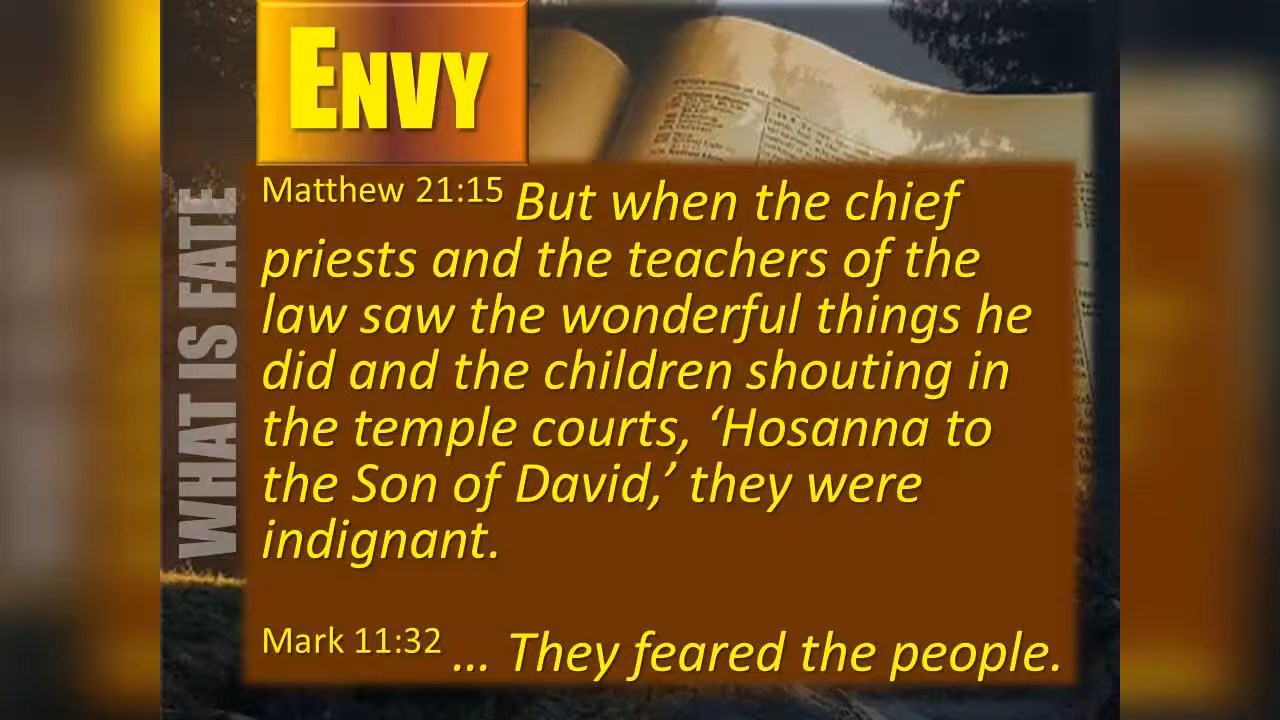 ENVY
WHAT IS FATE
Matthew 21:15 But when the chief
priests and the teachers of the
law saw the wonderful things he
did and the children shouting in
the temple courts, ‘Hosanna to
the Son of David,’ they were
indignant.
Mark 11:32 ... They feared the people.